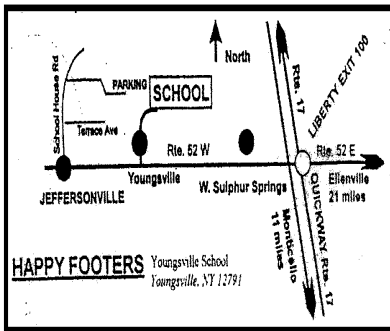 North
School House Rd
PARKING
SCHOOL
Rte. 17
LIBERTY EXIT 100
Terrace Ave
Rte. 52 W
Rte. 52 E
JEFFERSONVILLE
Youngsville
W. Sulphur Springs
Ellenville
21 miles
QUICKWAY, Rte. 17
Monticello
11 miles
HAPPY FOOTERS
Youngsville School
Youngsville, NY 12791